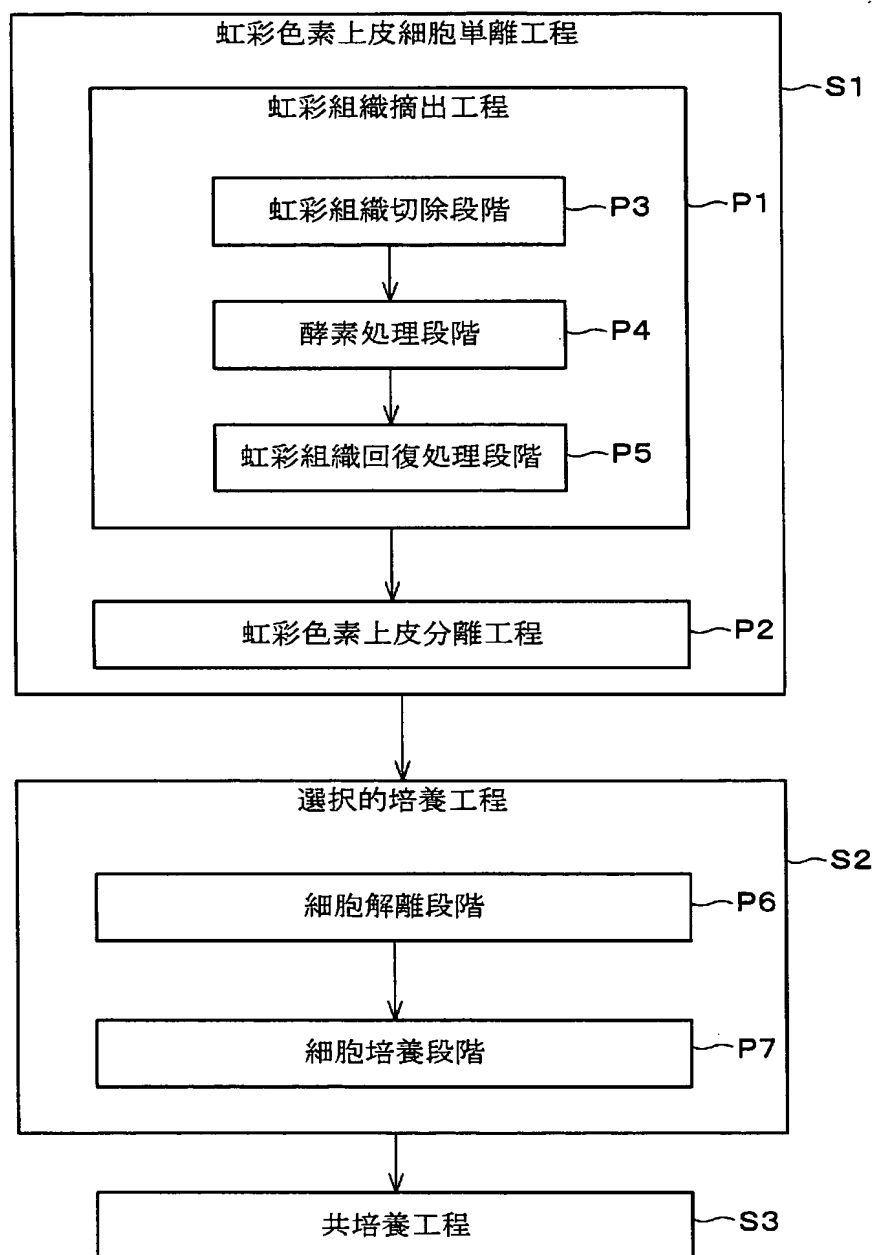 虹彩色素上皮細胞単離工程
S1
虹彩組織摘出工程
P1
虹彩組織切除段階
P3
酵素処理段階
P4
虹彩組織回復処理段階
P5
虹彩色素上皮分離工程
P2
選択的培養工程
S2
細胞解離段階
P6
細胞培養段階
P7
共培養工程
S3